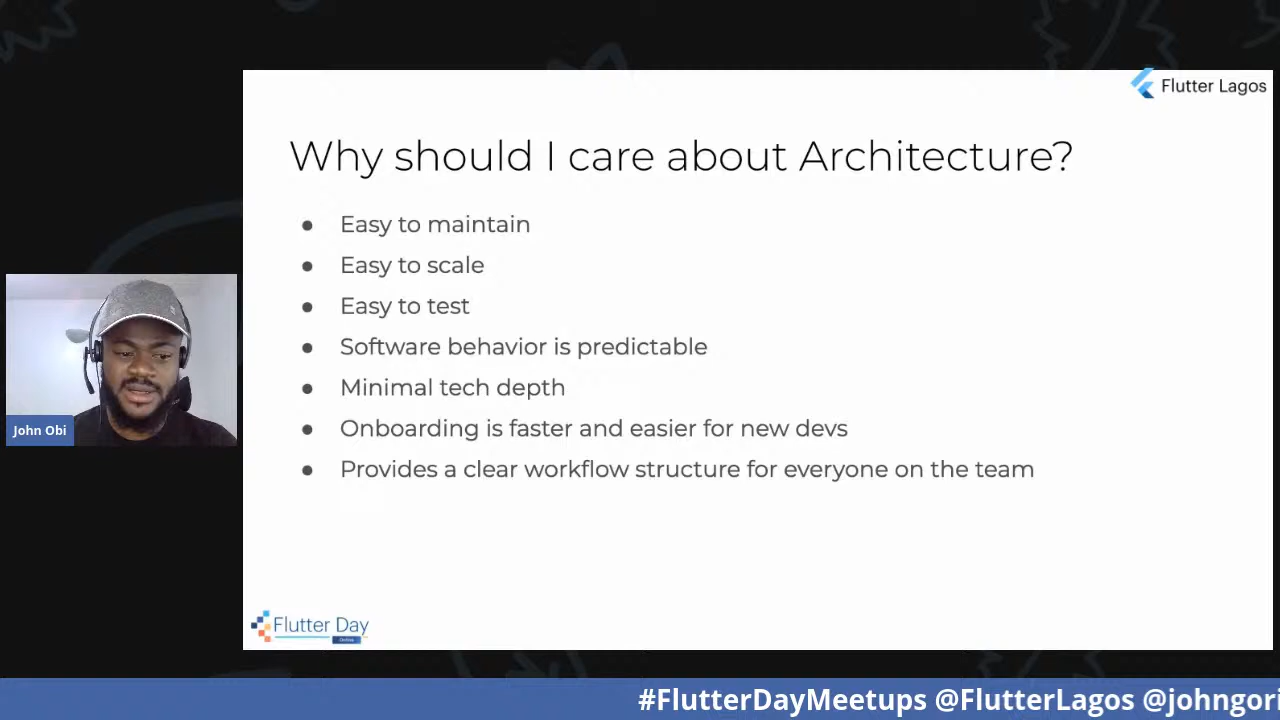 Flutter Lagos
Why should I care about Architecture?
● Easy to maintain
● Easy to scale
● Easy to test
● Software behavior is predictable
● Minimal tech depth
● Onboarding is faster and easier for new devs
● Provides a clear workflow structure for everyone on the team
John Obi
Flutter Day
Online
#FlutterDayMeetups @FlutterLagos @johngori